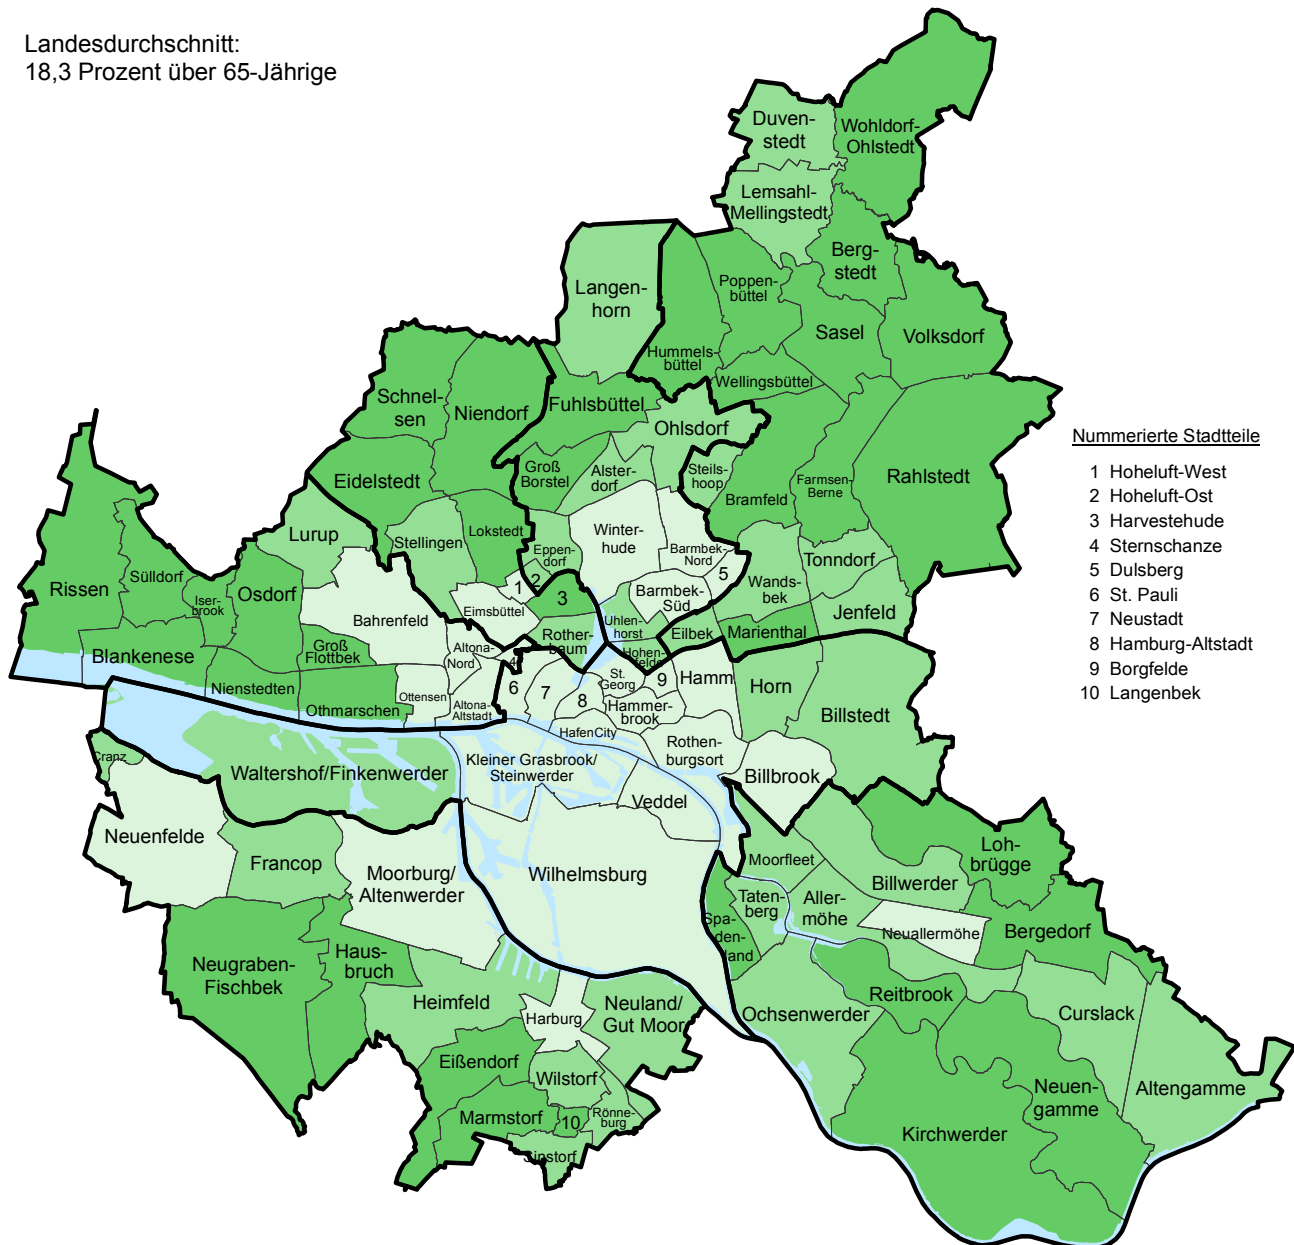 Landesdurchschnitt:
18,3 Prozent über 65-Jährige
Duven-
stedt
Wohldorf-
Ohlstedt
Lemsahl-
Mellingstedt
Berg-
stedt
Poppen-
büttel
Sasel
Volksdorf
Hummels-
büttel
Wellingsbüttel
Langen-
horn
Schnel-
sen
Niendorf
Fuhlsbüttel
Ohlsdorf
Eidelstedt
Groß
Borstel
Alster-
dorf
Steils-
hoop
Bramfeld
Farmsen-
Berne
Rahlstedt
Lurup
Stellingen
Lokstedt
Eppen-
dorf
Winter-
hude
Barmbek-
Nord
5
Barmbek-
Süd
Wands-
bek
Tonndorf
Jenfeld
Marienthal
Rissen
Sülldorf
Iser-
brook
Osdorf
Bahrenfeld
Eimsbüttel
1
2
3
Rother-
baum
Uhlen-
horst
Eilbek
Hohen-
felde
Blankenese
Groß
Flottbek
Nienstedten
Othmarschen
Ottensen
Altona-
Nord
Altona-
Altstadt
4
6
7
8
St.
Georg
9
Hamm
Hammer-
brook
Horn
Billstedt
HafenCity
Rothen-
burgsort
Billbrook
Cranz
Waltershof/Finkenwerder
Kleiner Grasbrook/
Steinwerder
Veddel
Neuenfelde
Francop
Moorburg/
Altenwerder
Wilhelmsburg
Moorfleet
Billwerder
Loh-
brügge
Taten-
berg
Aller-
möhe
Neuallermöhe
Bergedorf
Spa-
den-
land
Neugraben-
Fischbek
Haus-
bruch
Heimfeld
Harburg
Neuland/
Gut Moor
Ochsenwerder
Reitbrook
Curslack
Eißendorf
Wilstorf
Marmstorf
10
Rönne-
burg
Sinstorf
Neuen-
gamme
Altengamme
Kirchwerder
Nummerierte Stadtteile
1 Hoheluft-West
2 Hoheluft-Ost
3 Harvestehude
4 Sternschanze
5 Dulsberg
6 St. Pauli
7 Neustadt
8 Hamburg-Altstadt
9 Borgfelde
10 Langenbek